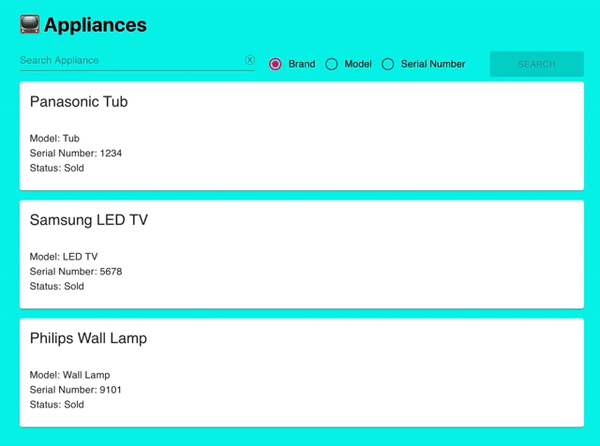 Appliances
Search Appliance
Brand Model Serial Number SEARCH
Panasonic Tub
Model: Tub
Serial Number: 1234
Status: Sold
Samsung LED TV
Model: LED TV
Serial Number: 5678
Status: Sold
Philips Wall Lamp
Model: Wall Lamp
Serial Number: 9101
Status: Sold